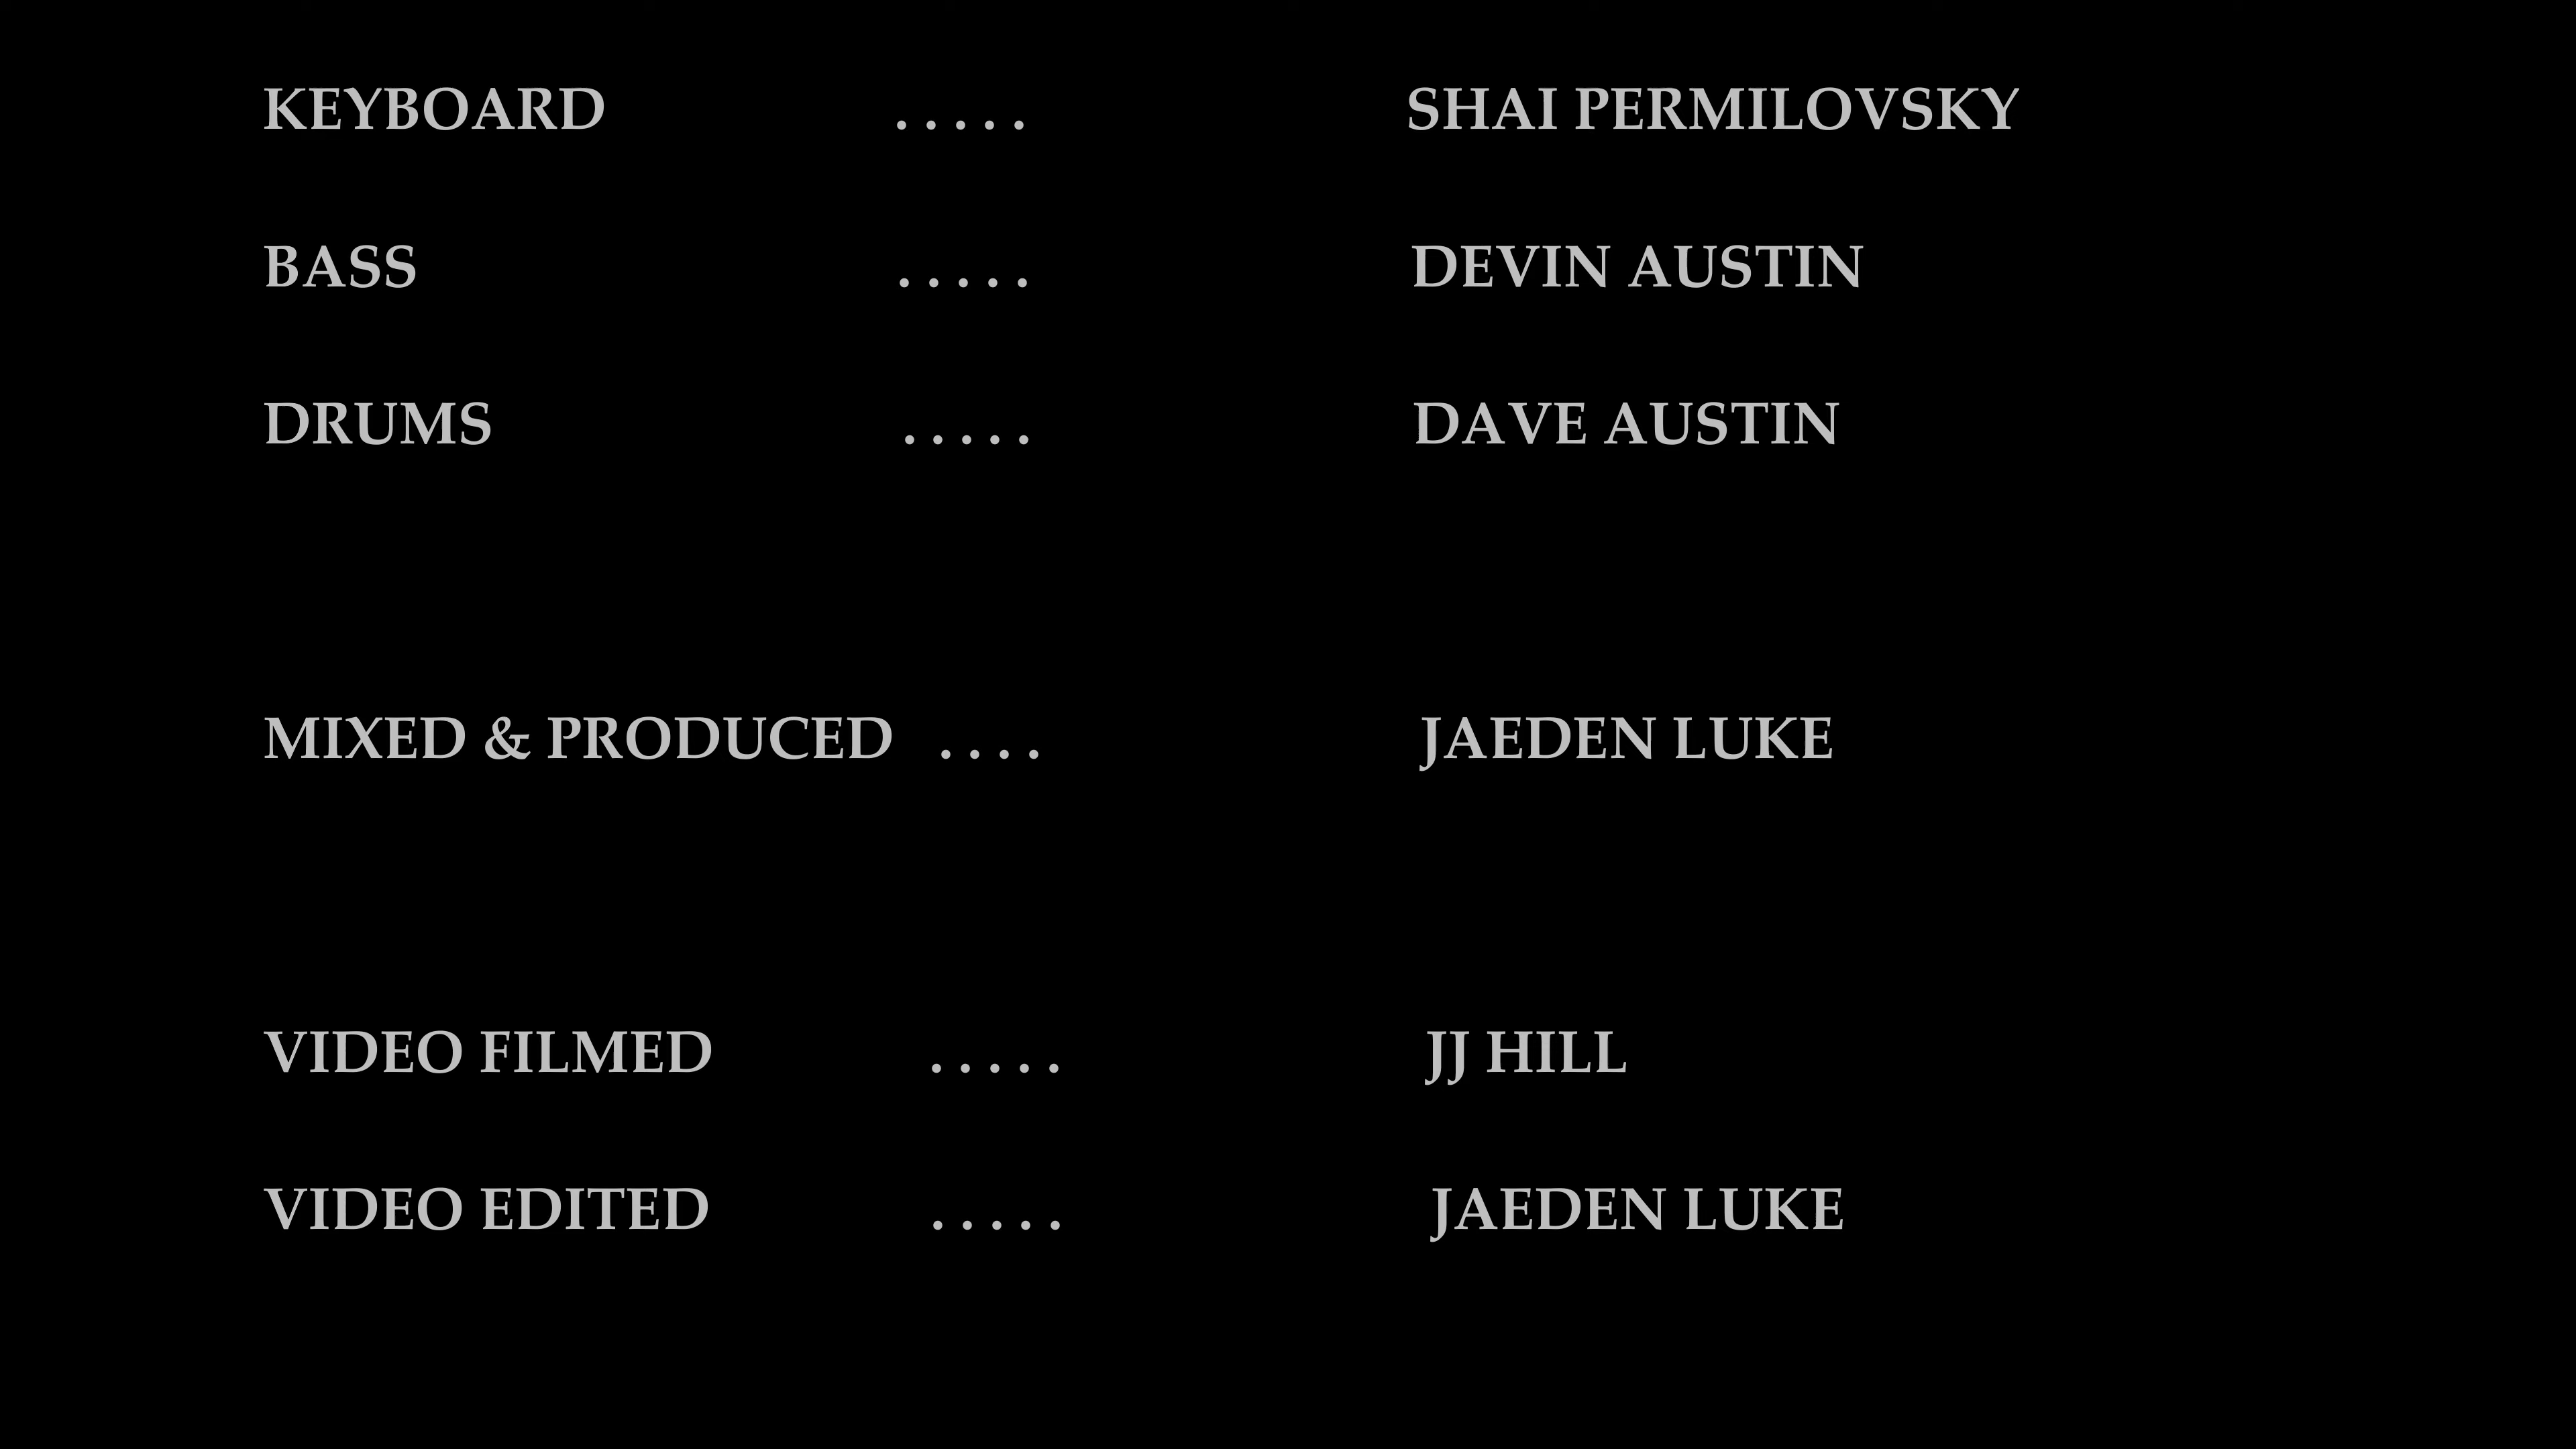 KEYBOARD ..... SHAI PERMILOVSKY
BASS ..... DEVIN AUSTIN
DRUMS ..... DAVE AUSTIN
MIXED & PRODUCED .... JAEDEN LUKE
VIDEO FILMED ..... JJ HILL
VIDEO EDITED ..... JAEDEN LUKE